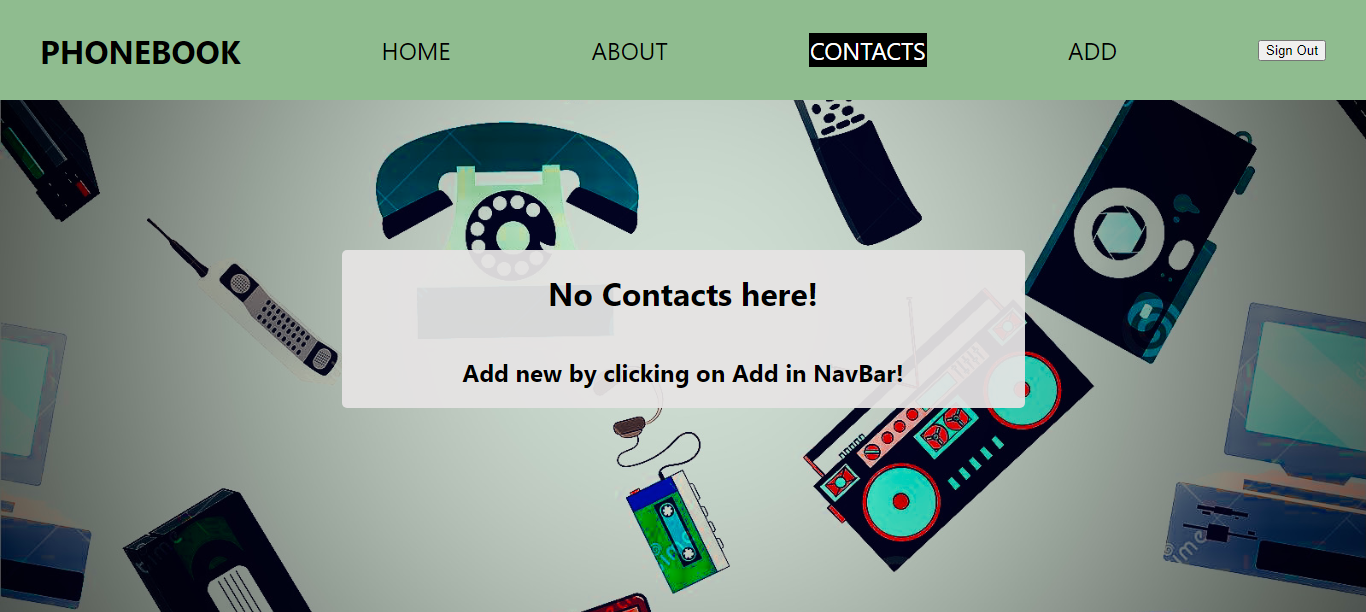 PHONEBOOK HOME ABOUT CONTACTS ADD Sign Out
No Contacts here!
Add new by clicking on Add in NavBar!